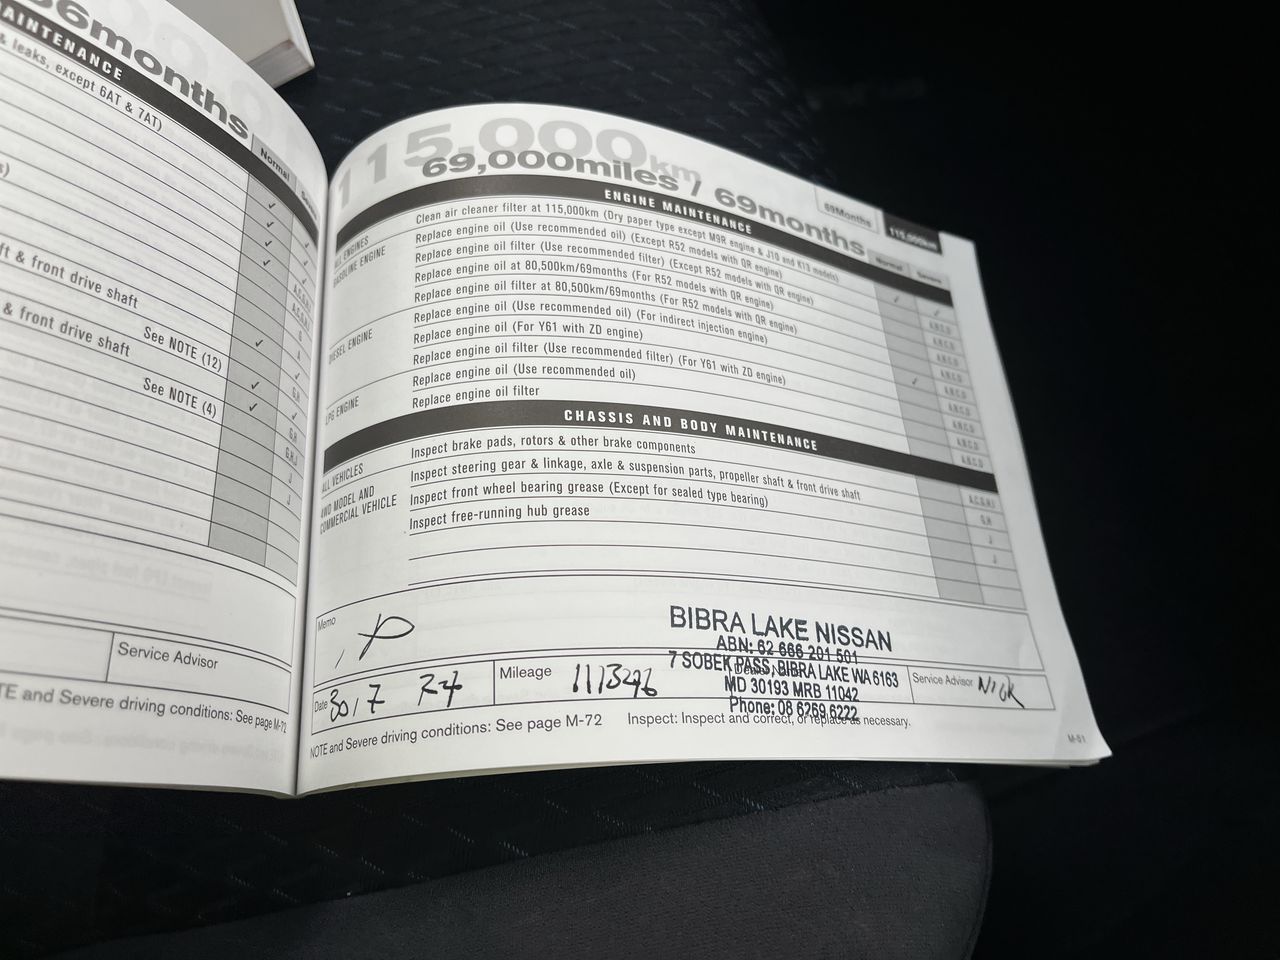 66months
MAINTENANCE
& leaks, except 6AT & 7AT)
Normal
ft & front drive shaft
See NOTE (12)
& front drive shaft
See NOTE (4)
Service Advisor
NOTE and Severe driving conditions: See page M-72
115,000km
69,000miles / 69months
69Months
115,000km
ENGINE MAINTENANCE
Normal
Severe
ALL ENGINES
Clean air cleaner filter at 115,000km (Dry paper type except M9R engine & J10 and K13 models)
GASOLINE ENGINE
Replace engine oil (Use recommended oil) (Except R52 models with QR engine)
Replace engine oil filter (Use recommended filter) (Except R52 models with QR engine)
Replace engine oil at 80,500km/69months (For R52 models with QR engine)
Replace engine oil filter at 80,500km/69months (For R52 models with QR engine)
DIESEL ENGINE
Replace engine oil (Use recommended oil) (For indirect injection engine)
Replace engine oil (For Y61 with ZD engine)
Replace engine oil filter (Use recommended filter) (For Y61 with ZD engine)
LPG ENGINE
Replace engine oil (Use recommended oil)
Replace engine oil filter
CHASSIS AND BODY MAINTENANCE
ALL VEHICLES
Inspect brake pads, rotors & other brake components
4WD MODEL AND COMMERCIAL VEHICLE
Inspect steering gear & linkage, axle & suspension parts, propeller shaft & front drive shaft
Inspect front wheel bearing grease (Except for sealed type bearing)
Inspect free-running hub grease
Memo
BIBRA LAKE NISSAN
ABN: 62 666 201 501
7 SOBEK PASS, BIBRA LAKE WA 6163
MD 30193 MRB 11042
Phone: 08 6269 6222
Date
Mileage 111346
Service Advisor Nick
NOTE and Severe driving conditions: See page M-72
Inspect: Inspect and correct, or replace as necessary.
M-51